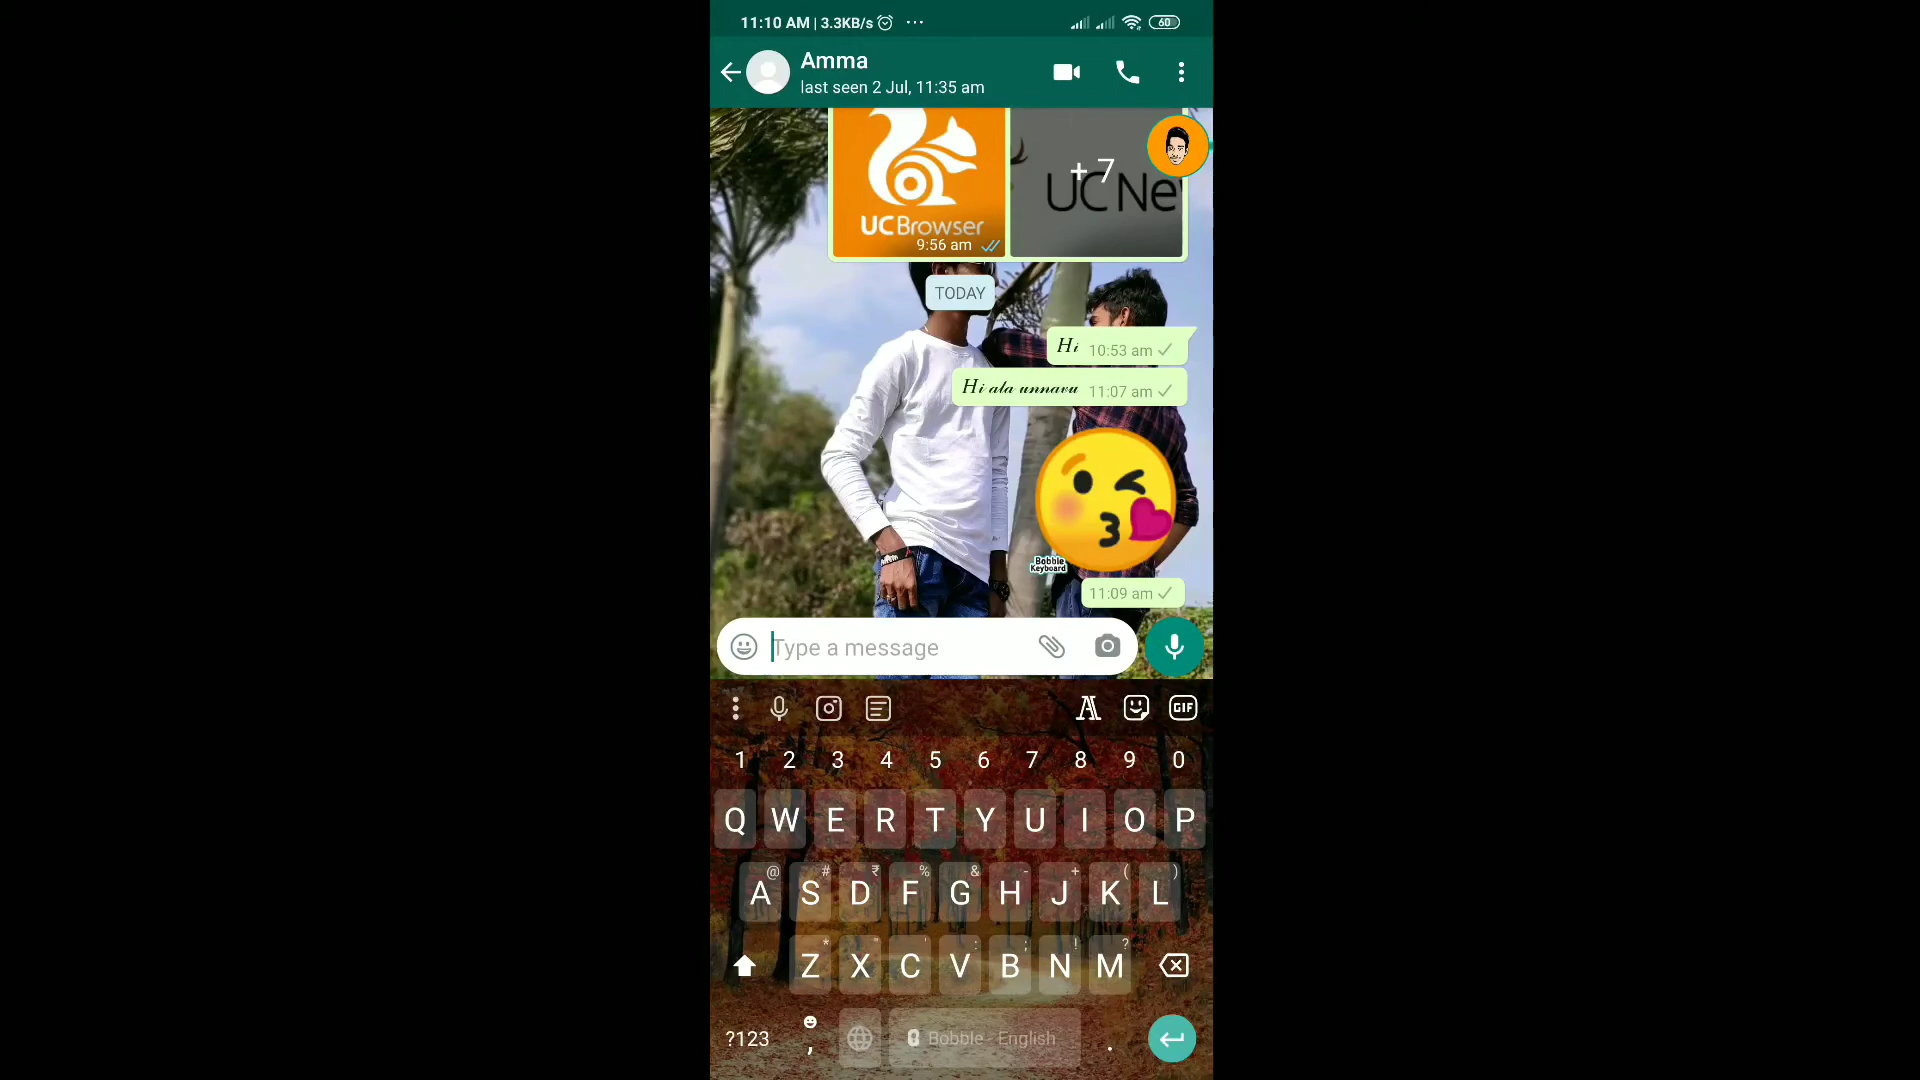 11:10 AM | 3.3KB/s ...
60
Amma
last seen 2 Jul, 11:35 am
+ 7
UC Browser
UC Ne
9:56 am
TODAY
Hi 10:53 am
Hi ala unnavu 11:07 am
Bobble
Keyboard
11:09 am
Type a message
A GIF
1 2 3 4 5 6 7 8 9 0
Q W E R T Y U I O P
@ # ₹ % & - + ( )
A S D F G H J K L
* " ' : ; ! ?
Z X C V B N M
?123 , Bobble - English .